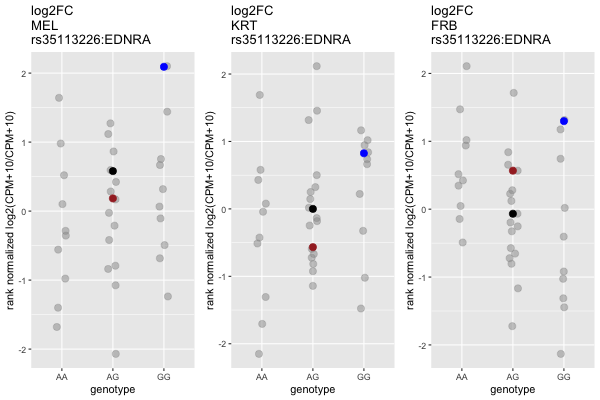 log2FC
MEL
rs35113226:EDNRA
rank normalized log2(CPM+10/CPM+10)
2
1
0
-1
-2
AA
AG
GG
genotype
log2FC
KRT
rs35113226:EDNRA
rank normalized log2(CPM+10/CPM+10)
2
1
0
-1
-2
AA
AG
GG
genotype
log2FC
FRB
rs35113226:EDNRA
rank normalized log2(CPM+10/CPM+10)
2
1
0
-1
-2
AA
AG
GG
genotype